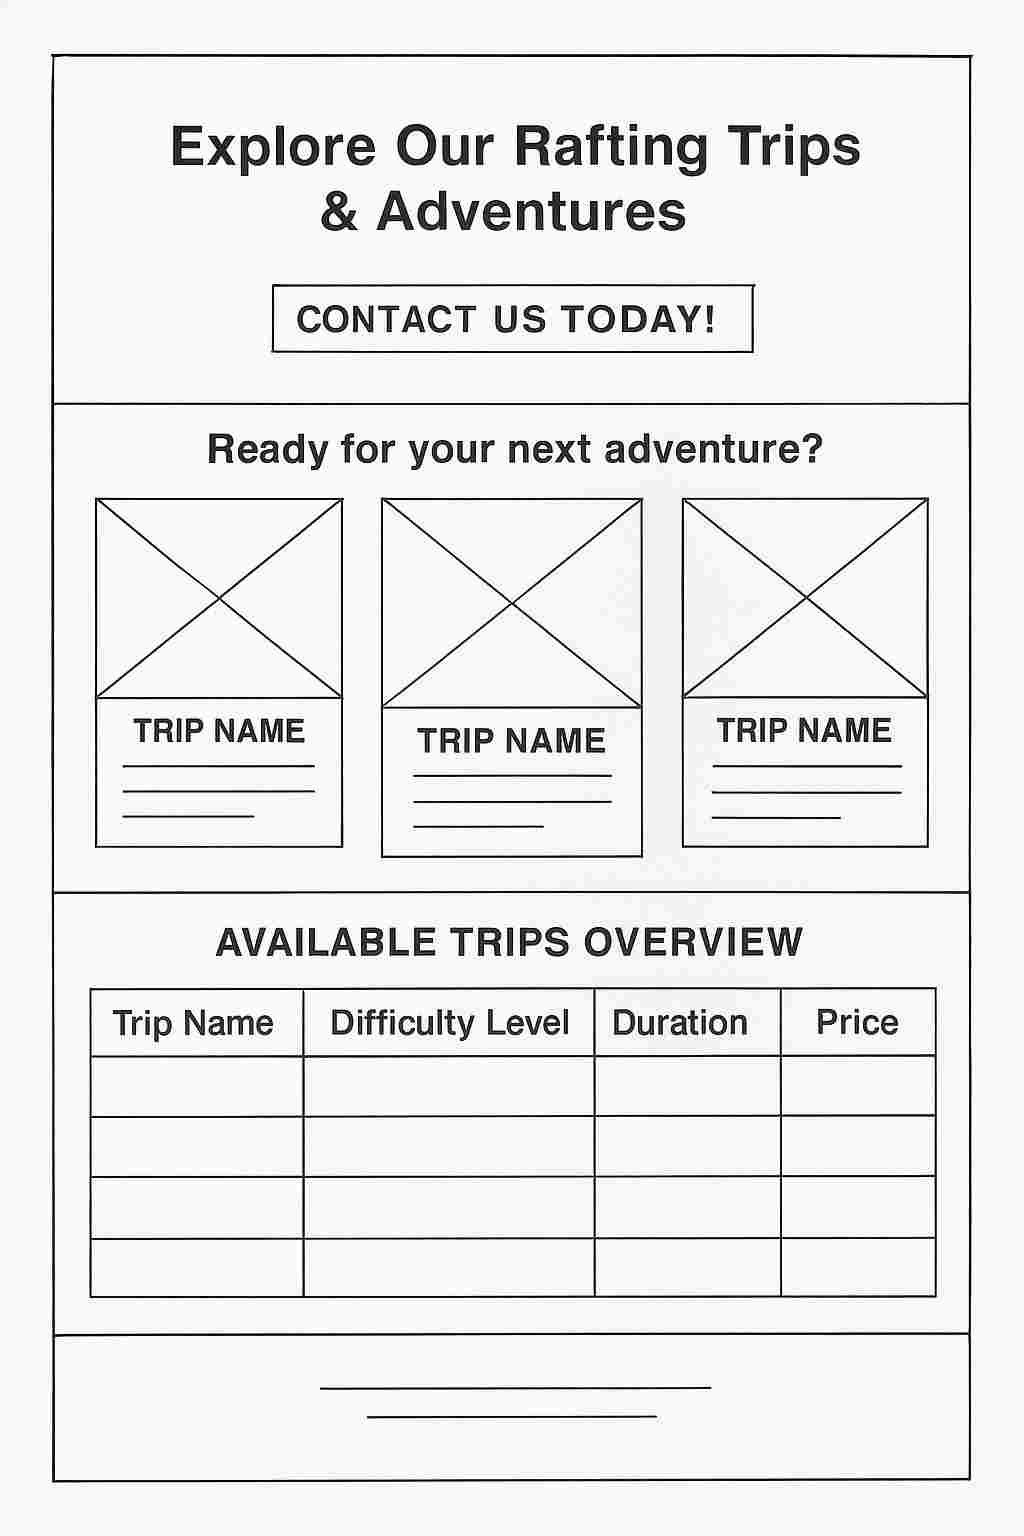 Explore Our Rafting Trips
& Adventures
CONTACT US TODAY!
Ready for your next adventure?
TRIP NAME
TRIP NAME
TRIP NAME
AVAILABLE TRIPS OVERVIEW
Trip Name Difficulty Level Duration Price